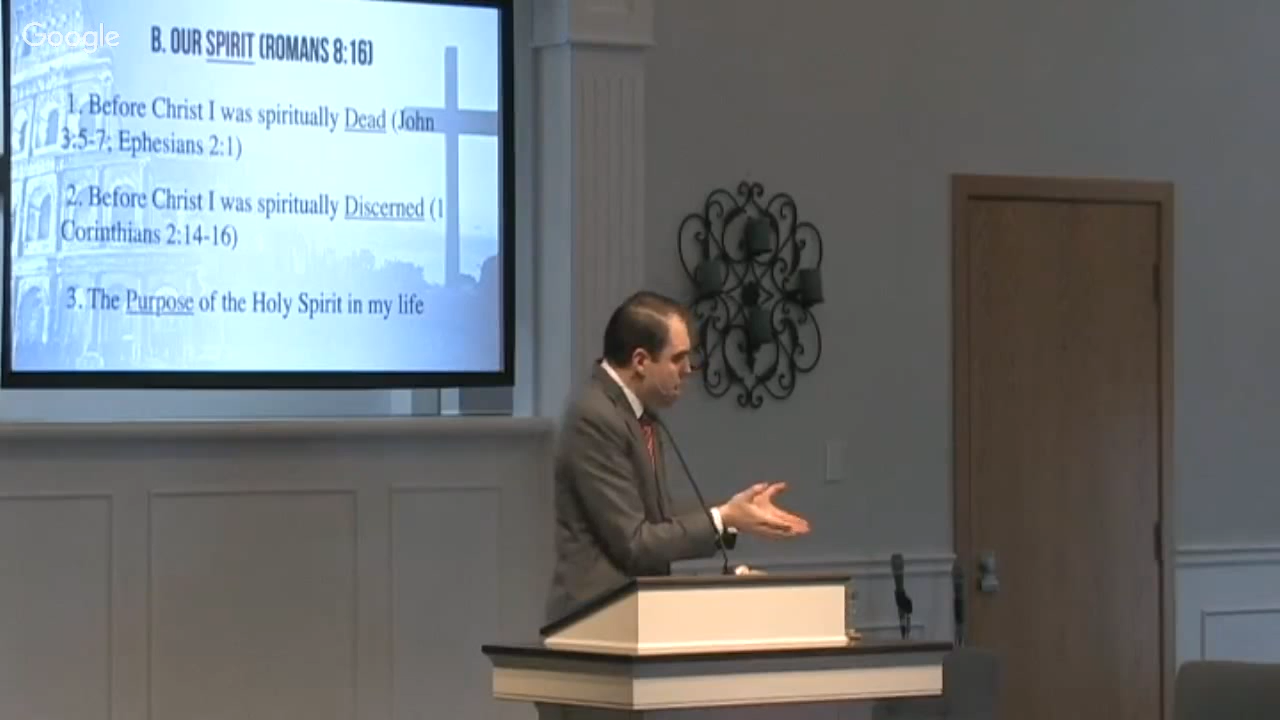 Google
B. OUR SPIRIT (ROMANS 8:16)
1. Before Christ I was spiritually Dead (John
3:5-7; Ephesians 2:1)
2. Before Christ I was spiritually Discerned (1
Corinthians 2:14-16)
3. The Purpose of the Holy Spirit in my life